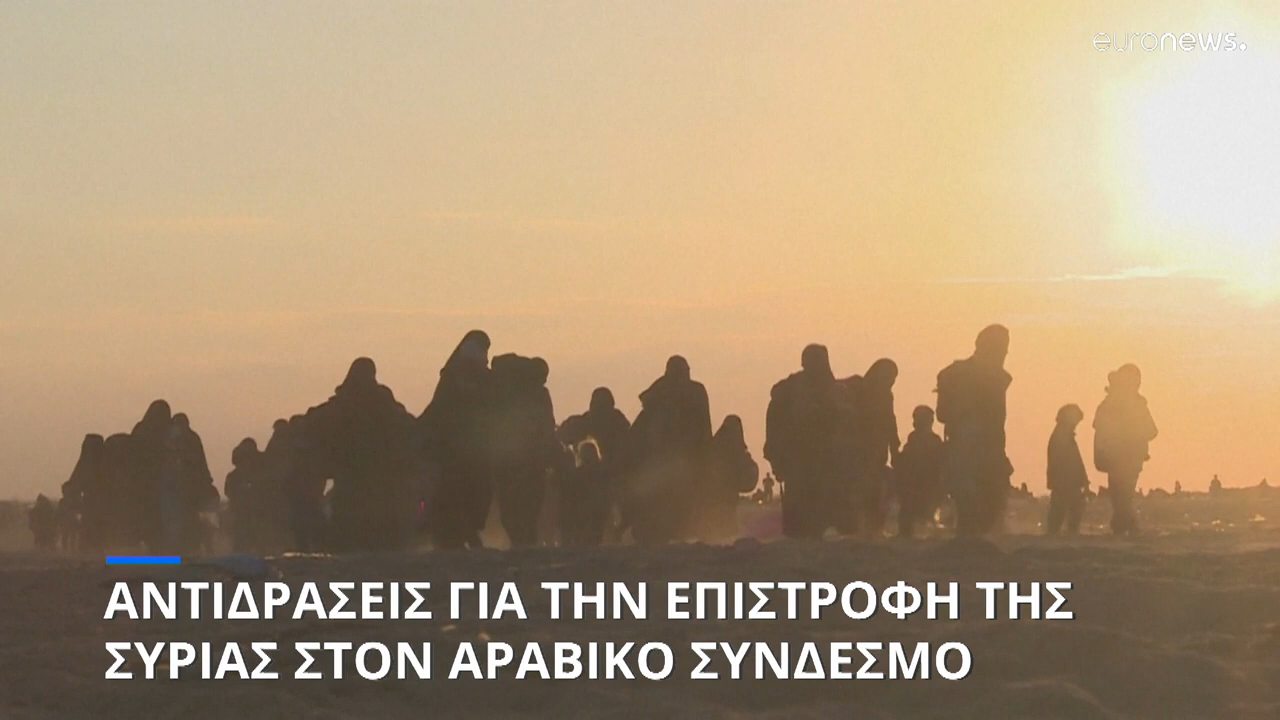 euronews.
ΑΝΤΙΔΡΑΣΕΙΣ ΓΙΑ ΤΗΝ ΕΠΙΣΤΡΟΦΗ ΤΗΣ
ΣΥΡΙΑΣ ΣΤΟΝ ΑΡΑΒΙΚΟ ΣΥΝΔΕΣΜΟ